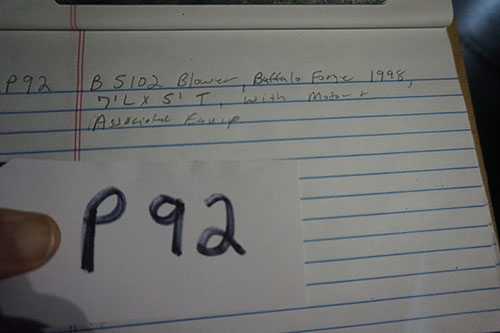 P92 B 5102 Blower, Buffalo Forge 1998,
7' L x 5' T, with Motor +
Associated Equip
P92